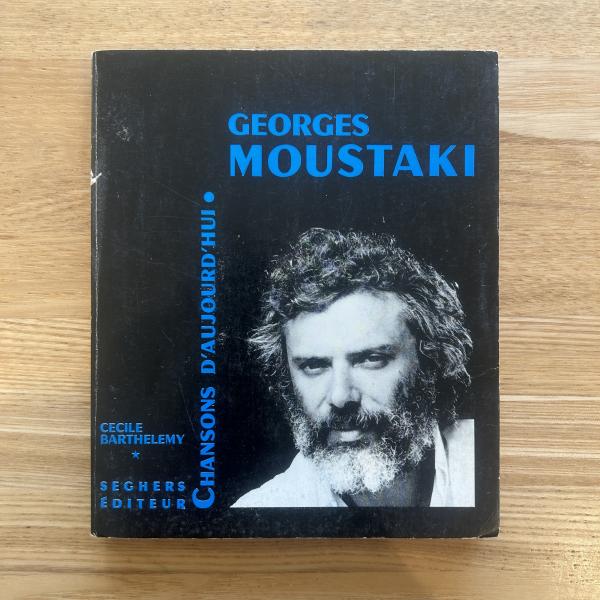 GEORGES
MOUSTAKI
CHANSONS D'AUJOURD'HUI •
CECILE
BARTHELEMY
★
SEGHERS
ÉDITEUR